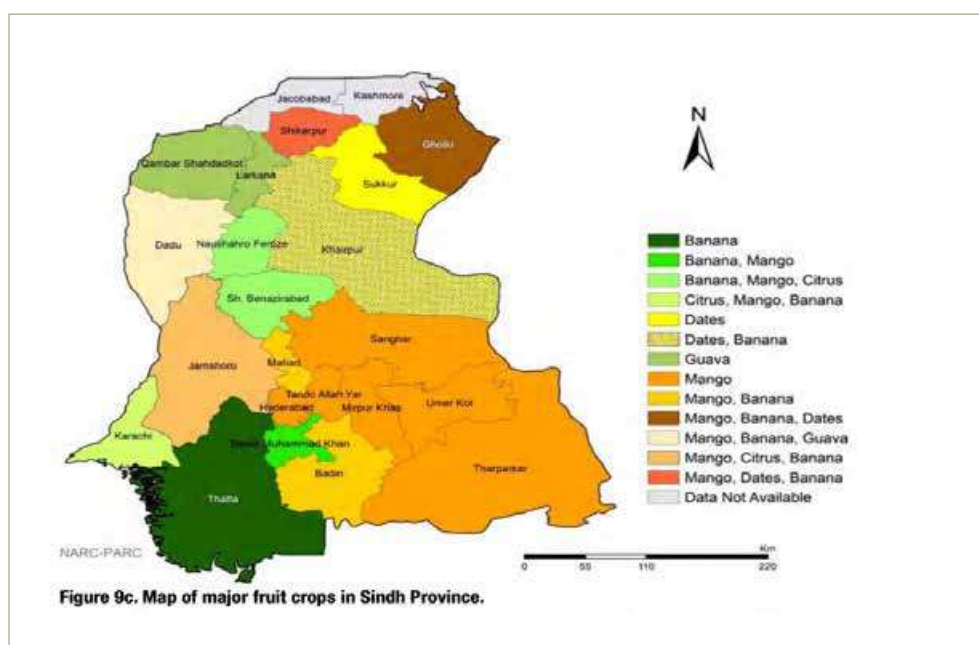 Jacobabad
Kashmore
Shikarpur
Ghotki
Qambar Shahdadkot
Larkana
Sukkur
Dadu
Naushahro Feroze
Khairpur
Sh. Benazirabad
Sanghar
Matiari
Jamshoro
Tando Allah Yar
Hyderabad
Mirpur Khas
Umer Kot
Karachi
Tando Muhammad Khan
Badin
Tharparkar
Thatta
N
Banana
Banana, Mango
Banana, Mango, Citrus
Citrus, Mango, Banana
Dates
Dates, Banana
Guava
Mango
Mango, Banana
Mango, Banana, Dates
Mango, Banana, Guava
Mango, Citrus, Banana
Mango, Dates, Banana
Data Not Available
NARC-PARC
Km
0 55 110 220
Figure 9c. Map of major fruit crops in Sindh Province.